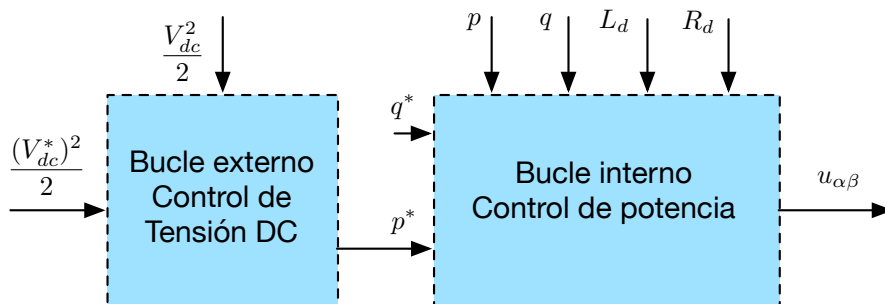 V_{dc}^2 / 2
p q L_d R_d
(V_{dc}^*)^2 / 2
Bucle externo
Control de
Tensión DC
q^*
p^*
Bucle interno
Control de potencia
u_{αβ}